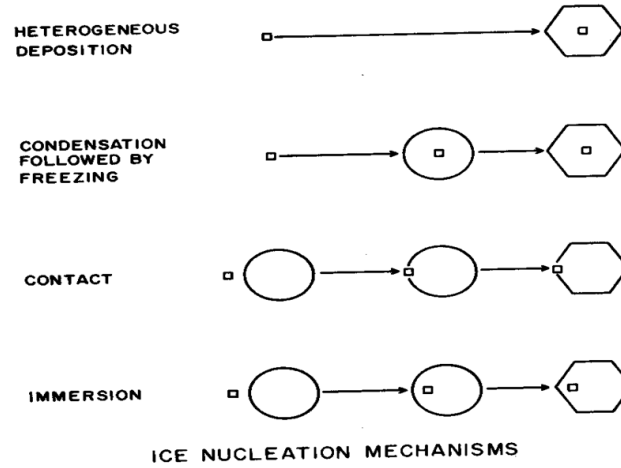 HETEROGENEOUS
DEPOSITION
CONDENSATION
FOLLOWED BY
FREEZING
CONTACT
IMMERSION
ICE NUCLEATION MECHANISMS